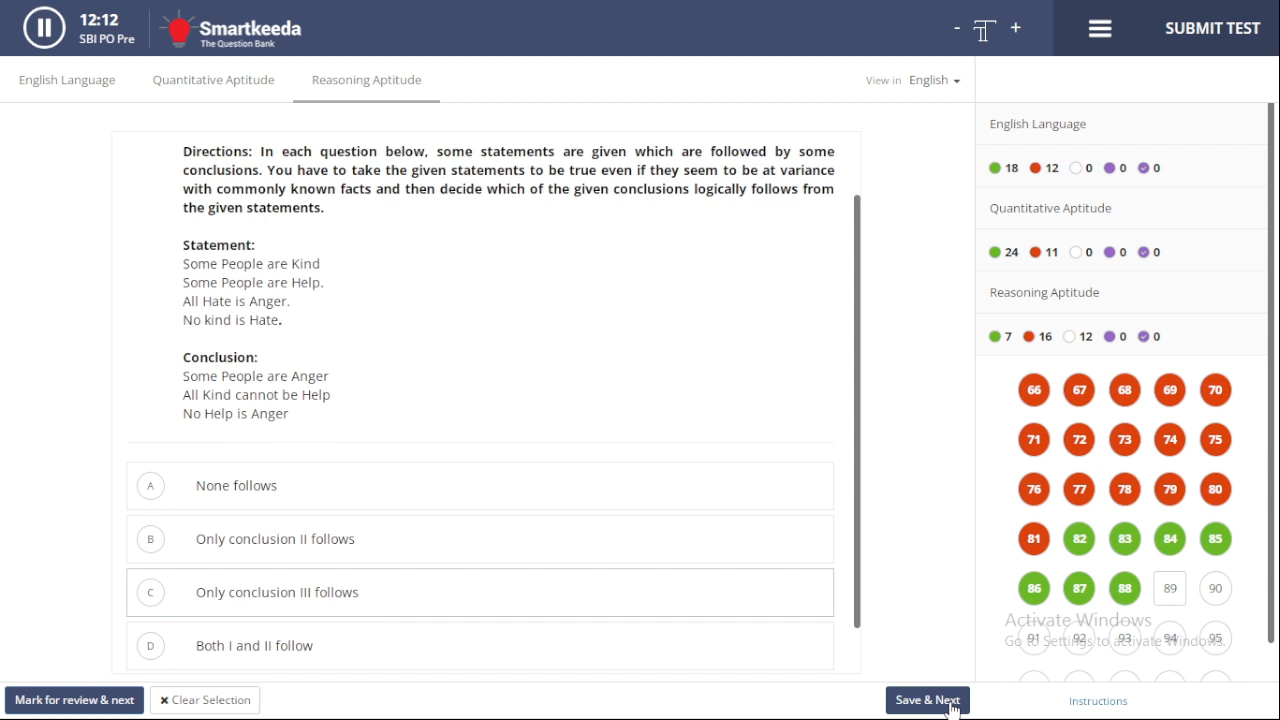 12:12
SBI PO Pre
Smartkeeda
The Question Bank
- T +
SUBMIT TEST
English Language
Quantitative Aptitude
Reasoning Aptitude
View in English
Directions: In each question below, some statements are given which are followed by some
conclusions. You have to take the given statements to be true even if they seem to be at variance
with commonly known facts and then decide which of the given conclusions logically follows from
the given statements.
Statement:
Some People are Kind
Some People are Help.
All Hate is Anger.
No kind is Hate.
Conclusion:
Some People are Anger
All Kind cannot be Help
No Help is Anger
A None follows
B Only conclusion II follows
C Only conclusion III follows
D Both I and II follow
Mark for review & next
Clear Selection
Save & Next
English Language
18 12 0 0 0
Quantitative Aptitude
24 11 0 0 0
Reasoning Aptitude
7 16 12 0 0
66 67 68 69 70
71 72 73 74 75
76 77 78 79 80
81 82 83 84 85
86 87 88 89 90
Activate Windows
91 92 93 94 95
Go to Settings to activate Windows.
Instructions